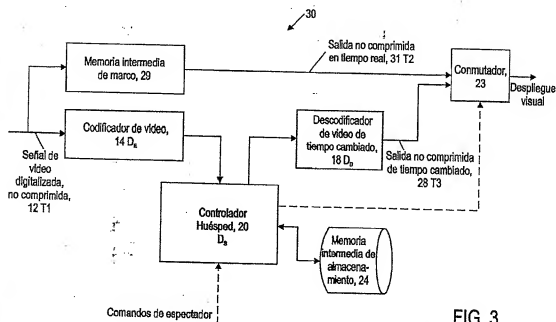 30
Memoria intermedia
de marco, 29
Salida no comprimida
en tiempo real, 31 T2
Conmutador,
23
Despliegue
visual
Codificador de video,
14 Dₑ
Descodificador
de video de
tiempo cambiado,
18 D_D
Señal de
video
digitalizada,
no comprimida,
12 T1
Salida no comprimida
de tiempo cambiado,
28 T3
Controlador
Huésped, 20
Dₛ
Memoria
intermedia de
almacena-
miento, 24
Comandos de espectador
FIG. 3